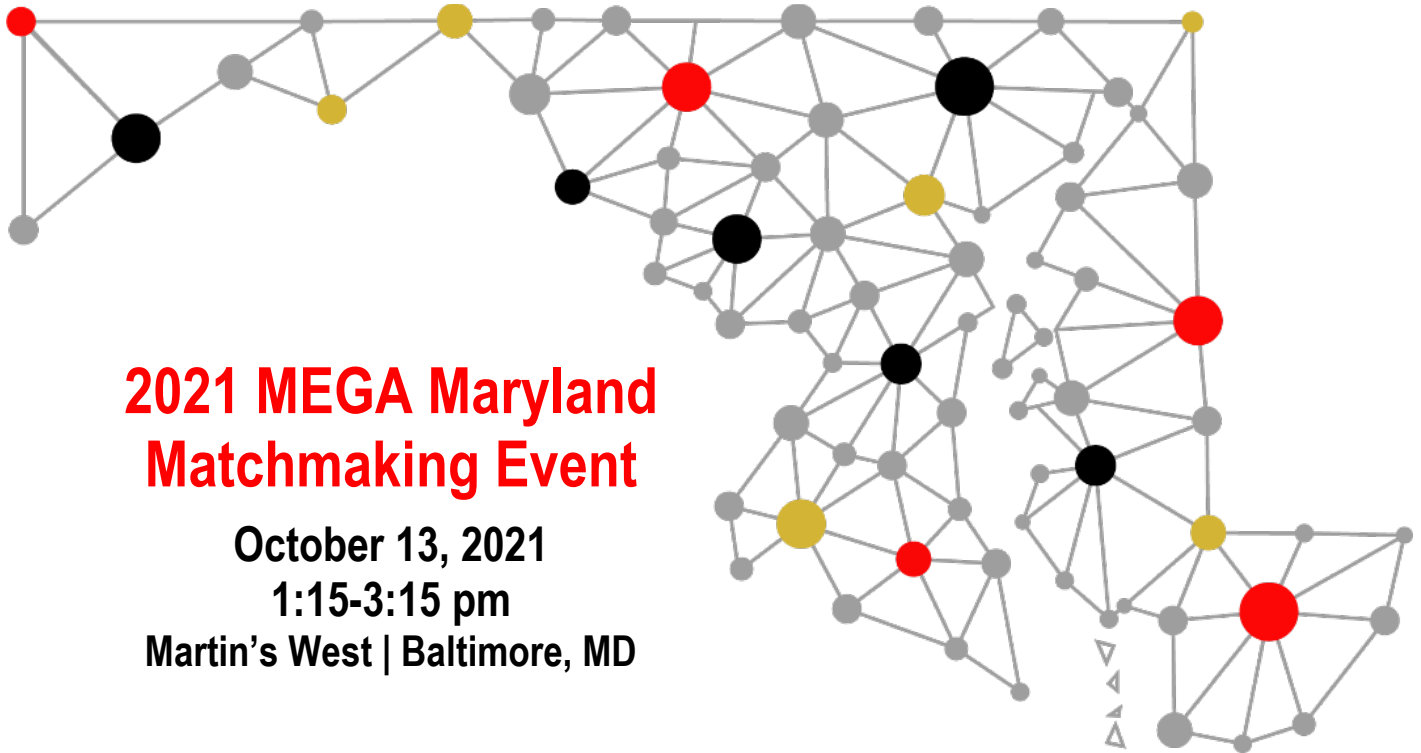 2021 MEGA Maryland
Matchmaking Event
October 13, 2021
1:15-3:15 pm
Martin’s West | Baltimore, MD